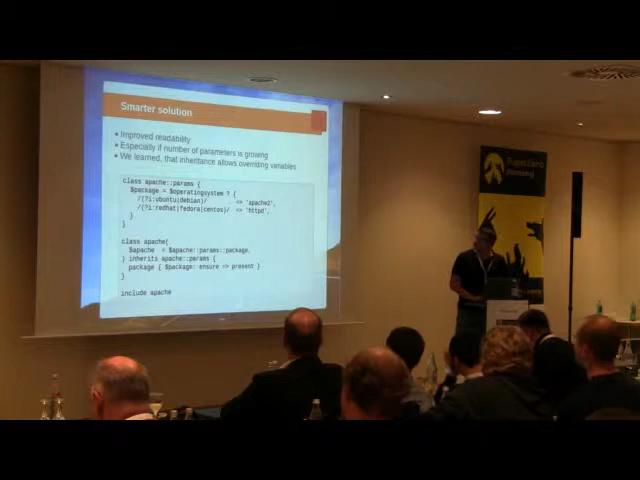 Smarter solution
Improved readability
Especially if number of parameters is growing
We learned, that inheritance allows overriding variables
class apache::params {
$package = $operatingsystem ? {
/(?i:ubuntu|debian)/ => 'apache2',
/(?i:redhat|fedora|centos)/ => 'httpd',
}
}
class apache(
$apache = $apache::params::package,
) inherits apache::params {
package { $package: ensure => present }
}
include apache
PuppetCamp